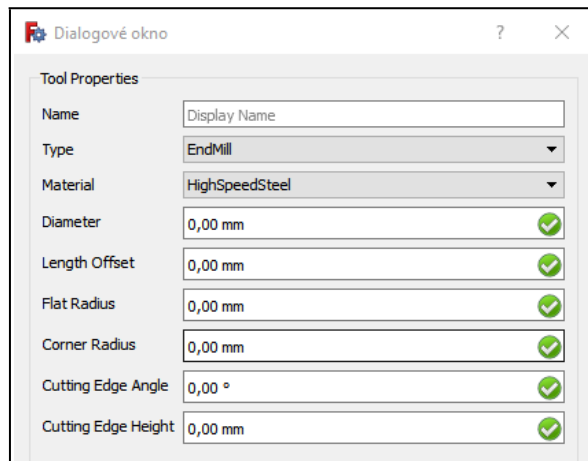 Dialogové okno ?
Tool Properties
Name Display Name
Type EndMill
Material HighSpeedSteel
Diameter 0,00 mm
Length Offset 0,00 mm
Flat Radius 0,00 mm
Corner Radius 0,00 mm
Cutting Edge Angle 0,00 °
Cutting Edge Height 0,00 mm